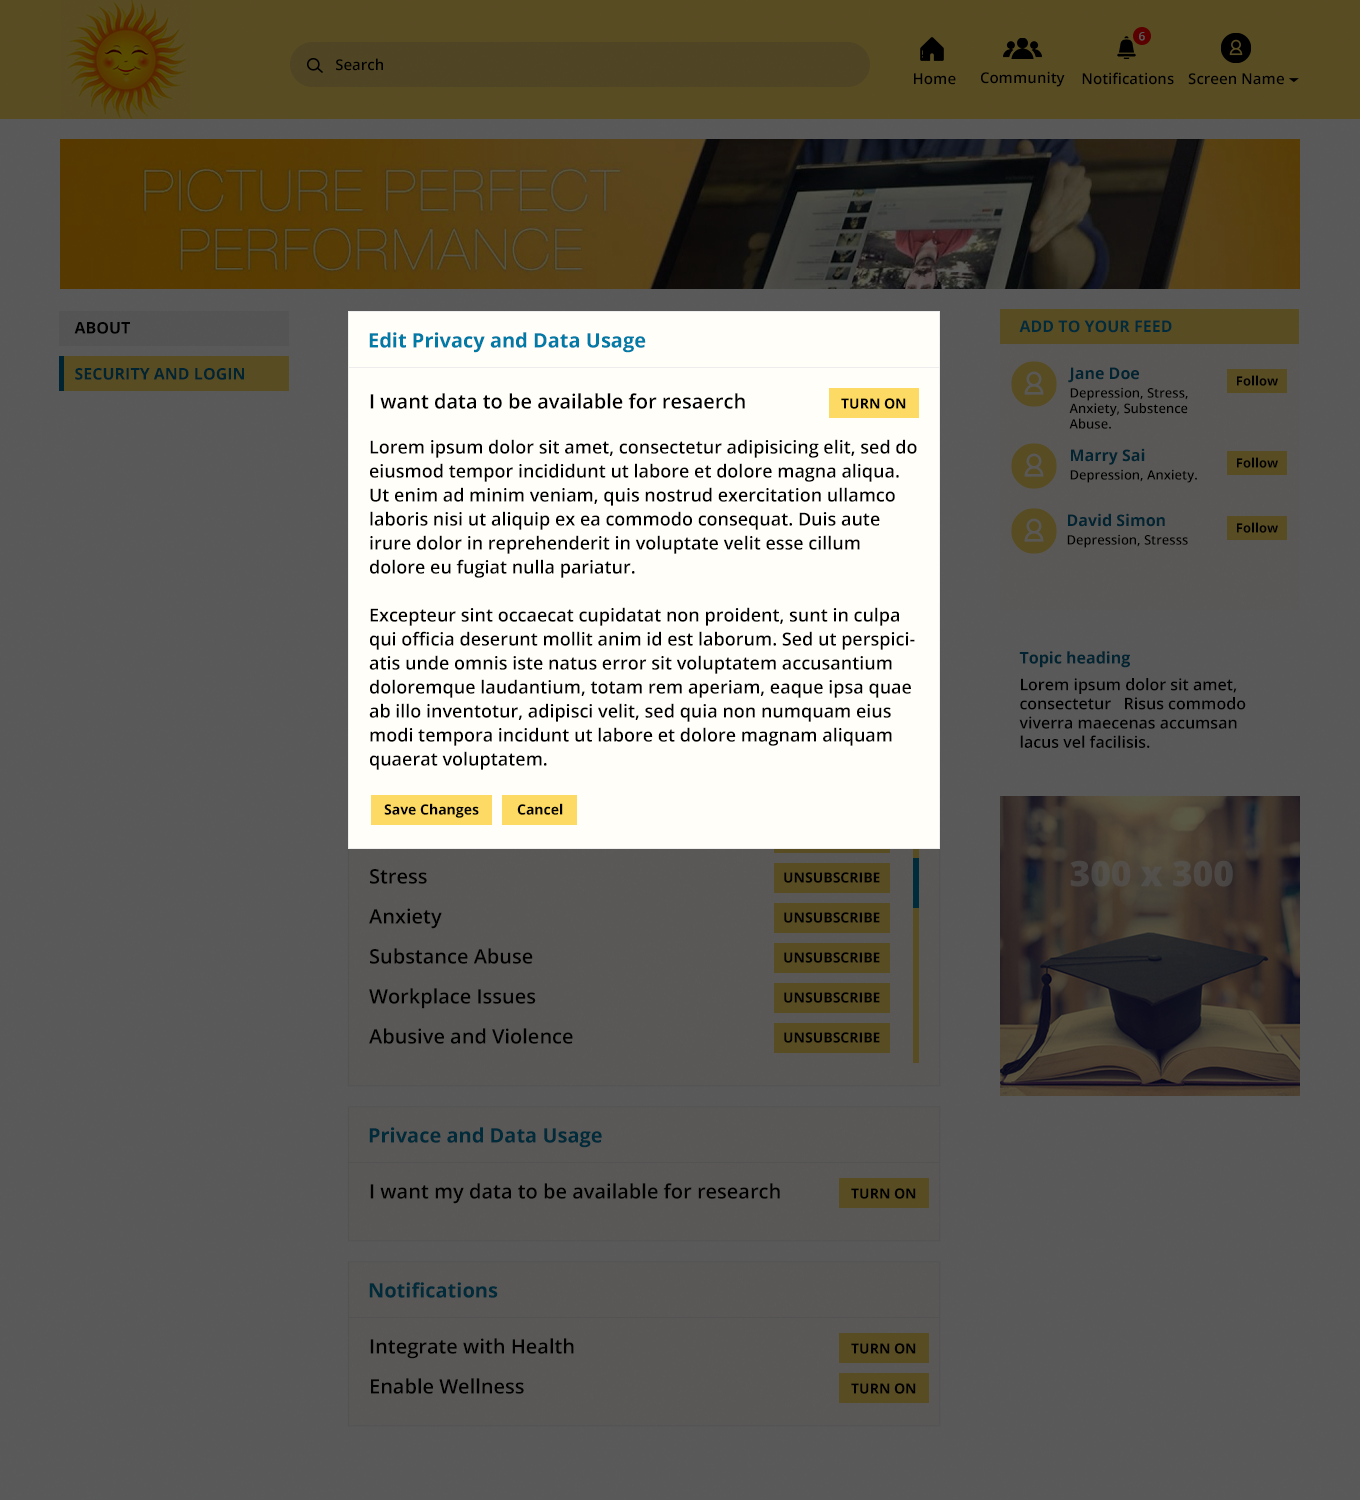 Search
Home
Community
6
Notifications
Screen Name
PICTURE PERFECT
PERFORMANCE
ABOUT
SECURITY AND LOGIN
Edit Privacy and Data Usage
I want data to be available for resaerch
TURN ON
Lorem ipsum dolor sit amet, consectetur adipisicing elit, sed do
eiusmod tempor incididunt ut labore et dolore magna aliqua.
Ut enim ad minim veniam, quis nostrud exercitation ullamco
laboris nisi ut aliquip ex ea commodo consequat. Duis aute
irure dolor in reprehenderit in voluptate velit esse cillum
dolore eu fugiat nulla pariatur.
Excepteur sint occaecat cupidatat non proident, sunt in culpa
qui officia deserunt mollit anim id est laborum. Sed ut perspici-
atis unde omnis iste natus error sit voluptatem accusantium
doloremque laudantium, totam rem aperiam, eaque ipsa quae
ab illo inventotur, adipisci velit, sed quia non numquam eius
modi tempora incidunt ut labore et dolore magnam aliquam
quaerat voluptatem.
Save Changes
Cancel
Stress
UNSUBSCRIBE
Anxiety
UNSUBSCRIBE
Substance Abuse
UNSUBSCRIBE
Workplace Issues
UNSUBSCRIBE
Abusive and Violence
UNSUBSCRIBE
Privace and Data Usage
I want my data to be available for research
TURN ON
Notifications
Integrate with Health
TURN ON
Enable Wellness
TURN ON
ADD TO YOUR FEED
Jane Doe
Depression, Stress,
Anxiety, Substence
Abuse.
Follow
Marry Sai
Depression, Anxiety.
Follow
David Simon
Depression, Stresss
Follow
Topic heading
Lorem ipsum dolor sit amet,
consectetur Risus commodo
viverra maecenas accumsan
lacus vel facilisis.
300 x 300